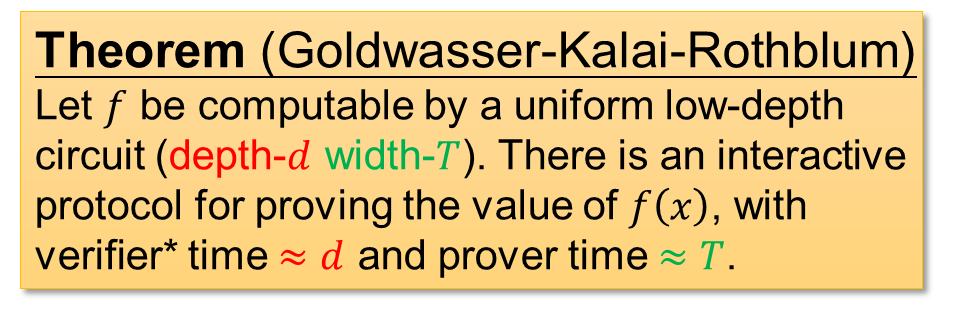 Theorem (Goldwasser-Kalai-Rothblum)
Let 𝑓 be computable by a uniform low-depth
circuit (depth-𝑑 width-𝑇). There is an interactive
protocol for proving the value of 𝑓(𝑥), with
verifier* time ≈ 𝑑 and prover time ≈ 𝑇.